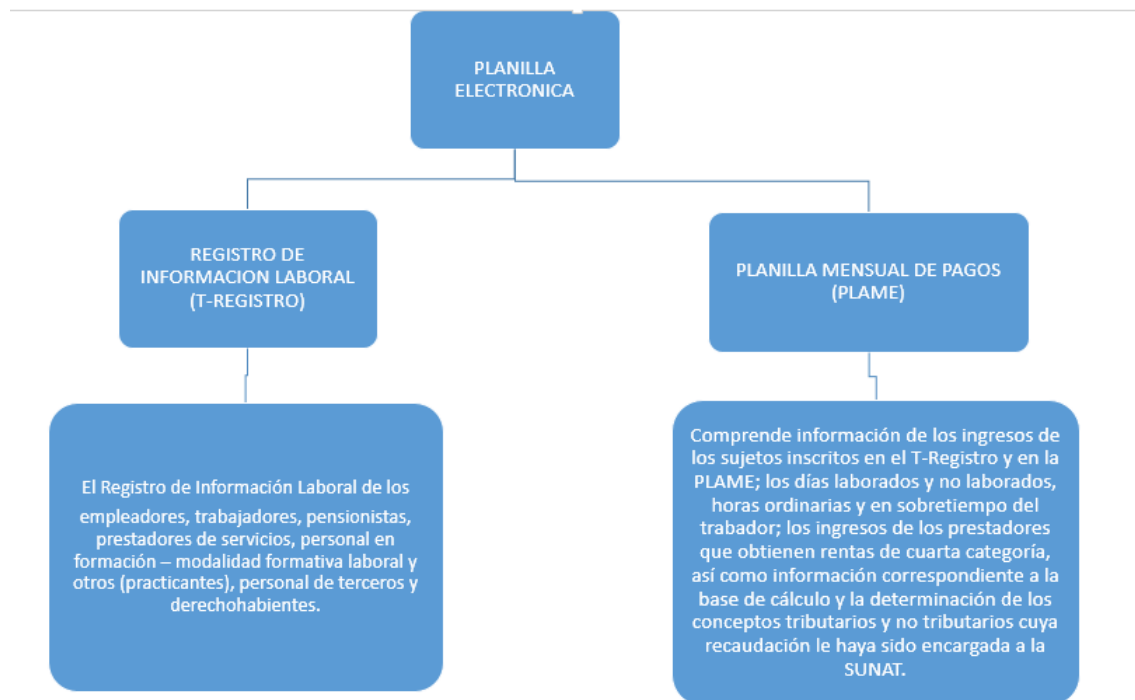 PLANILLA
ELECTRONICA
REGISTRO DE
INFORMACION LABORAL
(T-REGISTRO)
PLANILLA MENSUAL DE PAGOS
(PLAME)
El Registro de Información Laboral de los
empleadores, trabajadores, pensionistas,
prestadores de servicios, personal en
formación – modalidad formativa laboral y
otros (practicantes), personal de terceros y
derechohabientes.
Comprende información de los ingresos de
los sujetos inscritos en el T-Registro y en la
PLAME; los días laborados y no laborados,
horas ordinarias y en sobretiempo del
trabador; los ingresos de los prestadores
que obtienen rentas de cuarta categoría,
así como información correspondiente a la
base de cálculo y la determinación de los
conceptos tributarios y no tributarios cuya
recaudación le haya sido encargada a la
SUNAT.